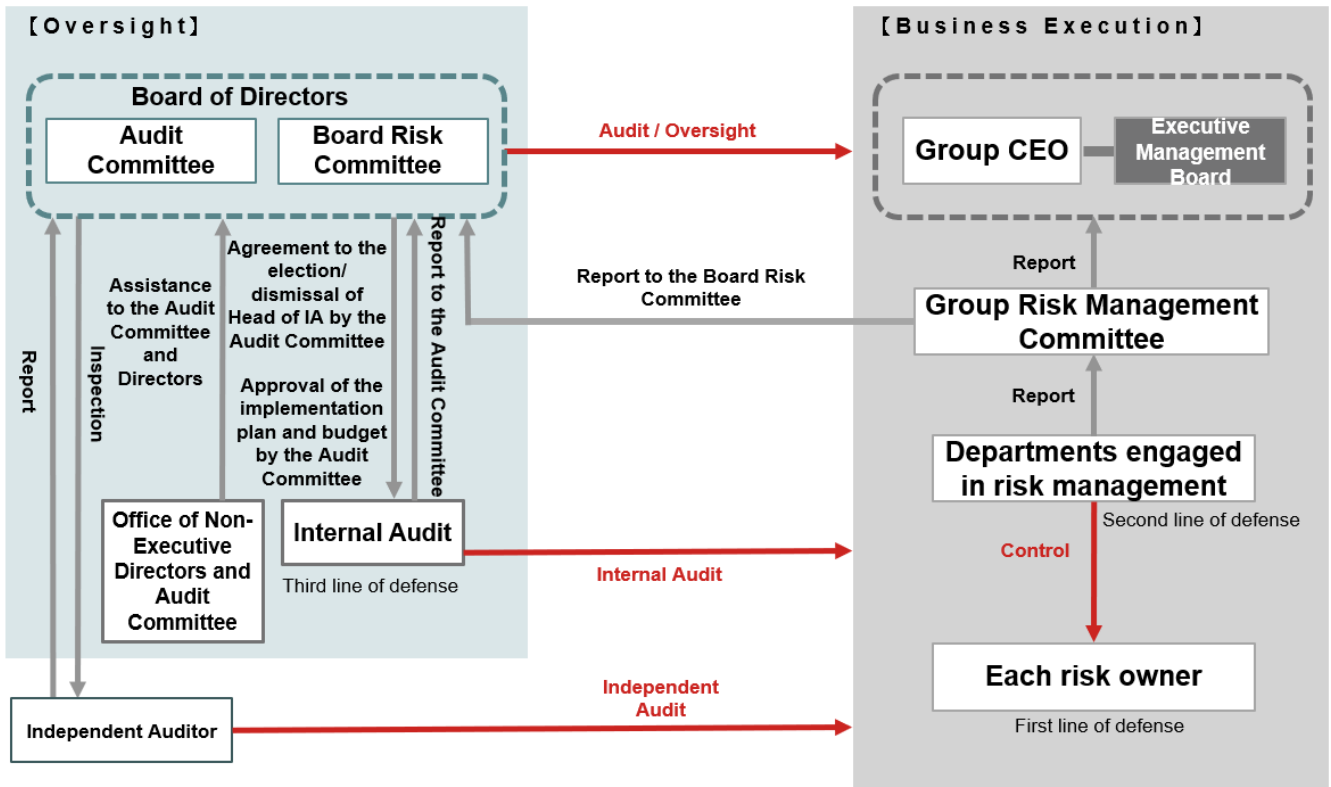 【Oversight】
Board of Directors
Audit
Committee
Board Risk
Committee
Audit / Oversight
【Business Execution】
Group CEO
Executive
Management
Board
Report
Inspection
Assistance
to the Audit
Committee
and
Directors
Agreement to the
election/
dismissal of
Head of IA by the
Audit Committee
Approval of the
implementation
plan and budget
by the Audit
Committee
Report to the Audit Committee
Report to the Board Risk
Committee
Report
Group Risk Management
Committee
Report
Departments engaged
in risk management
Second line of defense
Control
Office of Non-
Executive
Directors and
Audit
Committee
Internal Audit
Third line of defense
Internal Audit
Each risk owner
First line of defense
Independent Auditor
Independent
Audit